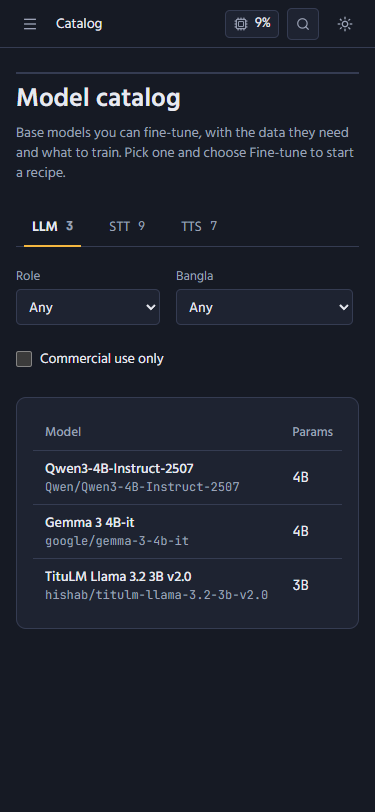 Catalog
9%
Model catalog
Base models you can fine-tune, with the data they need
and what to train. Pick one and choose Fine-tune to start
a recipe.
LLM 3 STT 9 TTS 7
Role Bangla
Any Any
Commercial use only
Model Params
Qwen3-4B-Instruct-2507
Qwen/Qwen3-4B-Instruct-2507
4B
Gemma 3 4B-it
google/gemma-3-4b-it
4B
TituLM Llama 3.2 3B v2.0
hishab/titulm-llama-3.2-3b-v2.0
3B